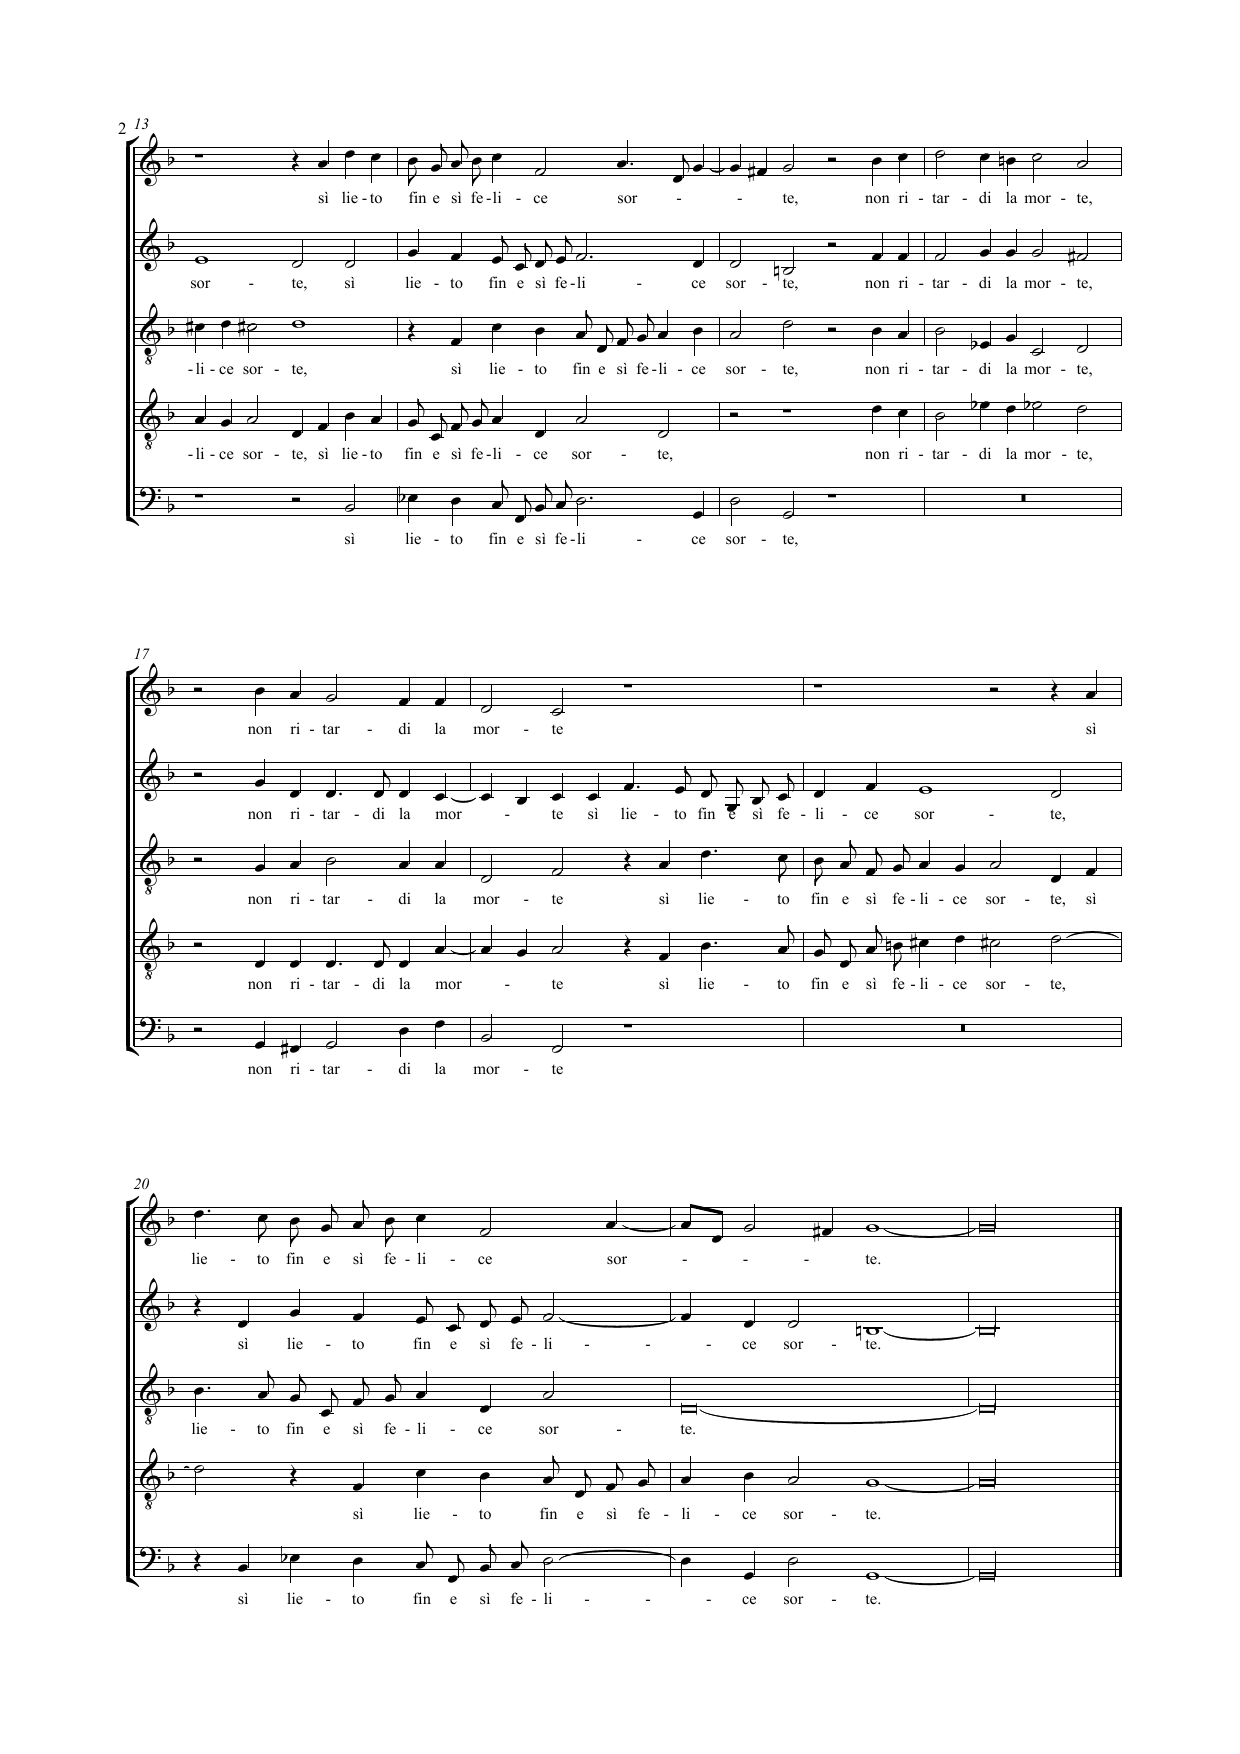 2 13
sì lie - to fin e sì fe - li - ce sor - - te, non ri - tar - di la mor - te,
sor - te, sì lie - to fin e sì fe - li - ce sor - te, non ri - tar - di la mor - te,
- li - ce sor - te, sì lie - to fin e sì fe - li - ce sor - te, non ri - tar - di la mor - te,
- li - ce sor - te, sì lie - to fin e sì fe - li - ce sor - te, non ri - tar - di la mor - te,
sì lie - to fin e sì fe - li - ce sor - te,
17
non ri - tar - di la mor - te sì
non ri - tar - di la mor - te sì lie - to fin e sì fe - li - ce sor - te,
non ri - tar - di la mor - te sì lie - to fin e sì fe - li - ce sor - te, sì
non ri - tar - di la mor - te sì lie - to fin e sì fe - li - ce sor - te,
non ri - tar - di la mor - te
20
lie - to fin e sì fe - li - ce sor - - - te.
sì lie - to fin e sì fe - li - - - ce sor - te.
lie - to fin e sì fe - li - ce sor - te.
sì lie - to fin e sì fe - li - ce sor - te.
sì lie - to fin e sì fe - li - - - ce sor - te.